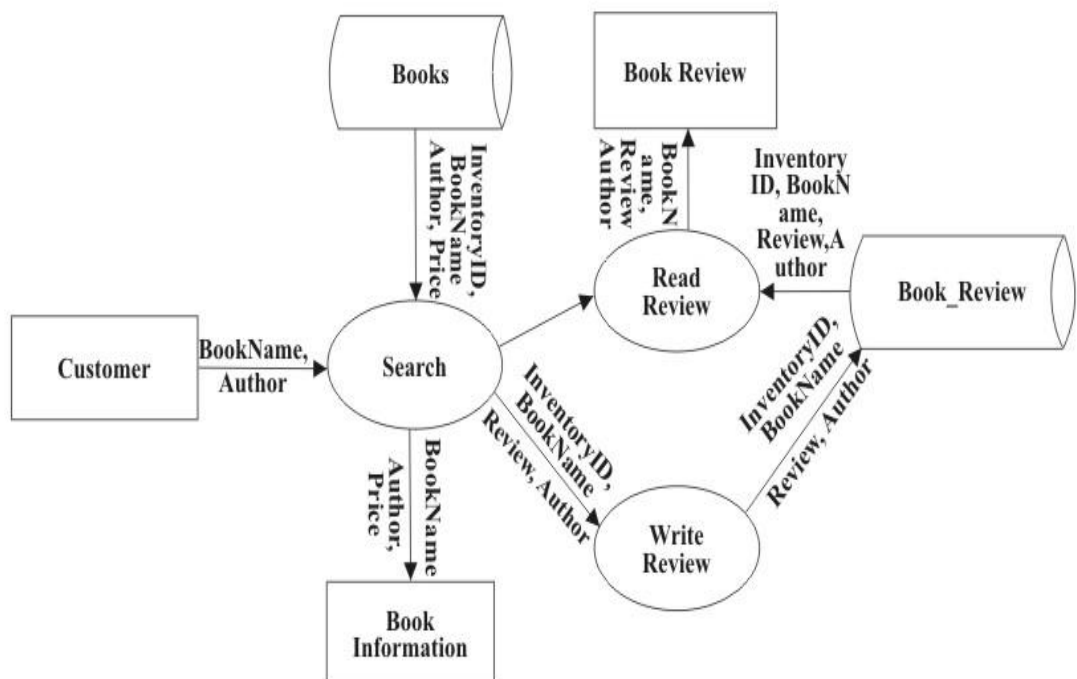 Books
Book Review
InventoryID,
BookName
Author, Price
BookN
ame,
Review
Author
Inventory
ID, BookN
ame,
Review,A
uthor
Read
Review
Book_Review
Customer
BookName,
Author
Search
InventoryID,
BookName
Review, Author
InventoryID,
BookName
Review, Author
BookName
Author,
Price
Write
Review
Book
Information